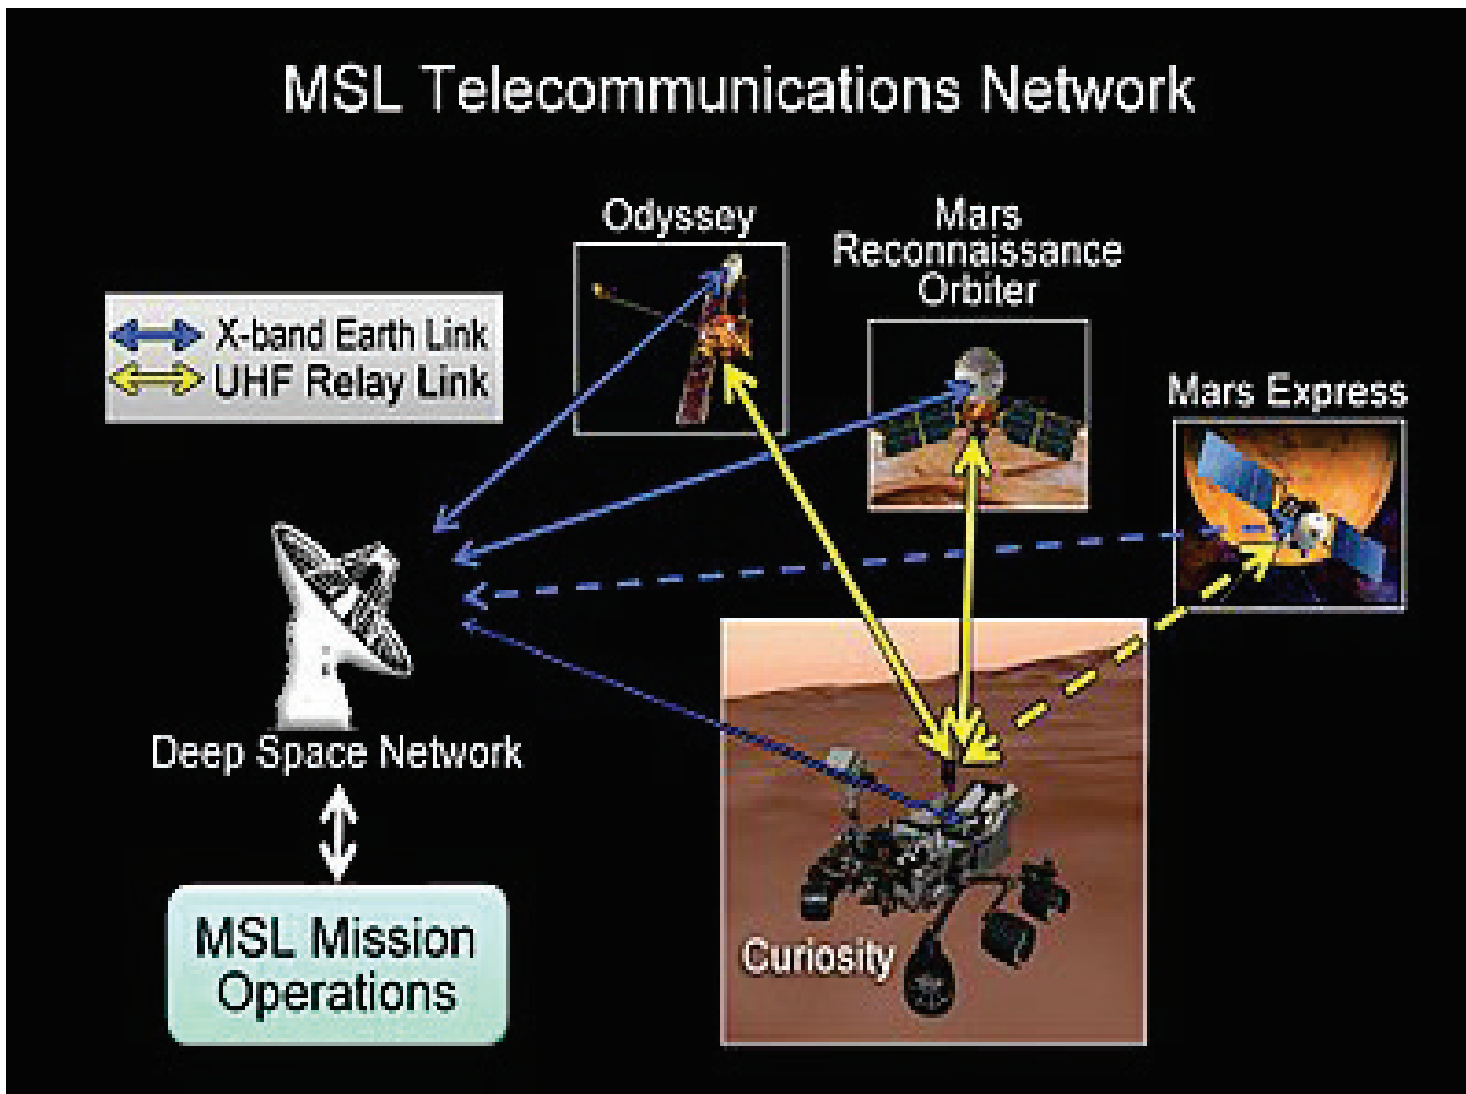 MSL Telecommunications Network
Odyssey
Mars
Reconnaissance
Orbiter
X-band Earth Link
UHF Relay Link
Mars Express
Deep Space Network
MSL Mission
Operations
Curiosity